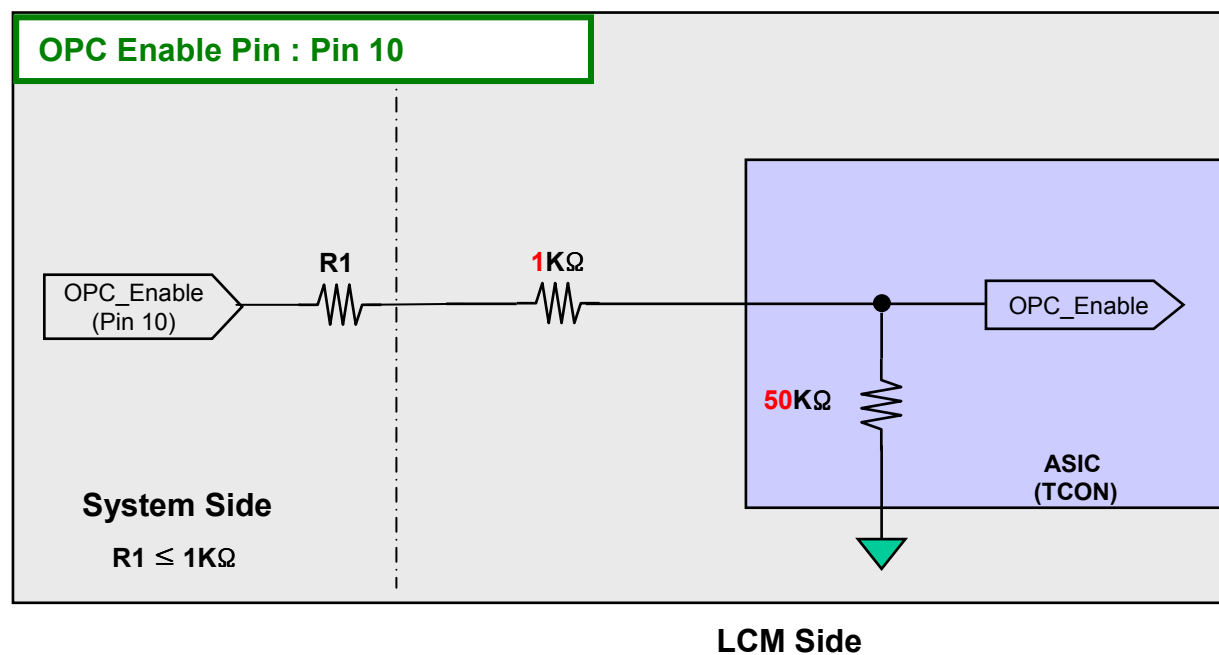 OPC Enable Pin : Pin 10
R1
1KΩ
OPC_Enable
(Pin 10)
OPC_Enable
50KΩ
ASIC
(TCON)
System Side
R1 ≤ 1KΩ
LCM Side